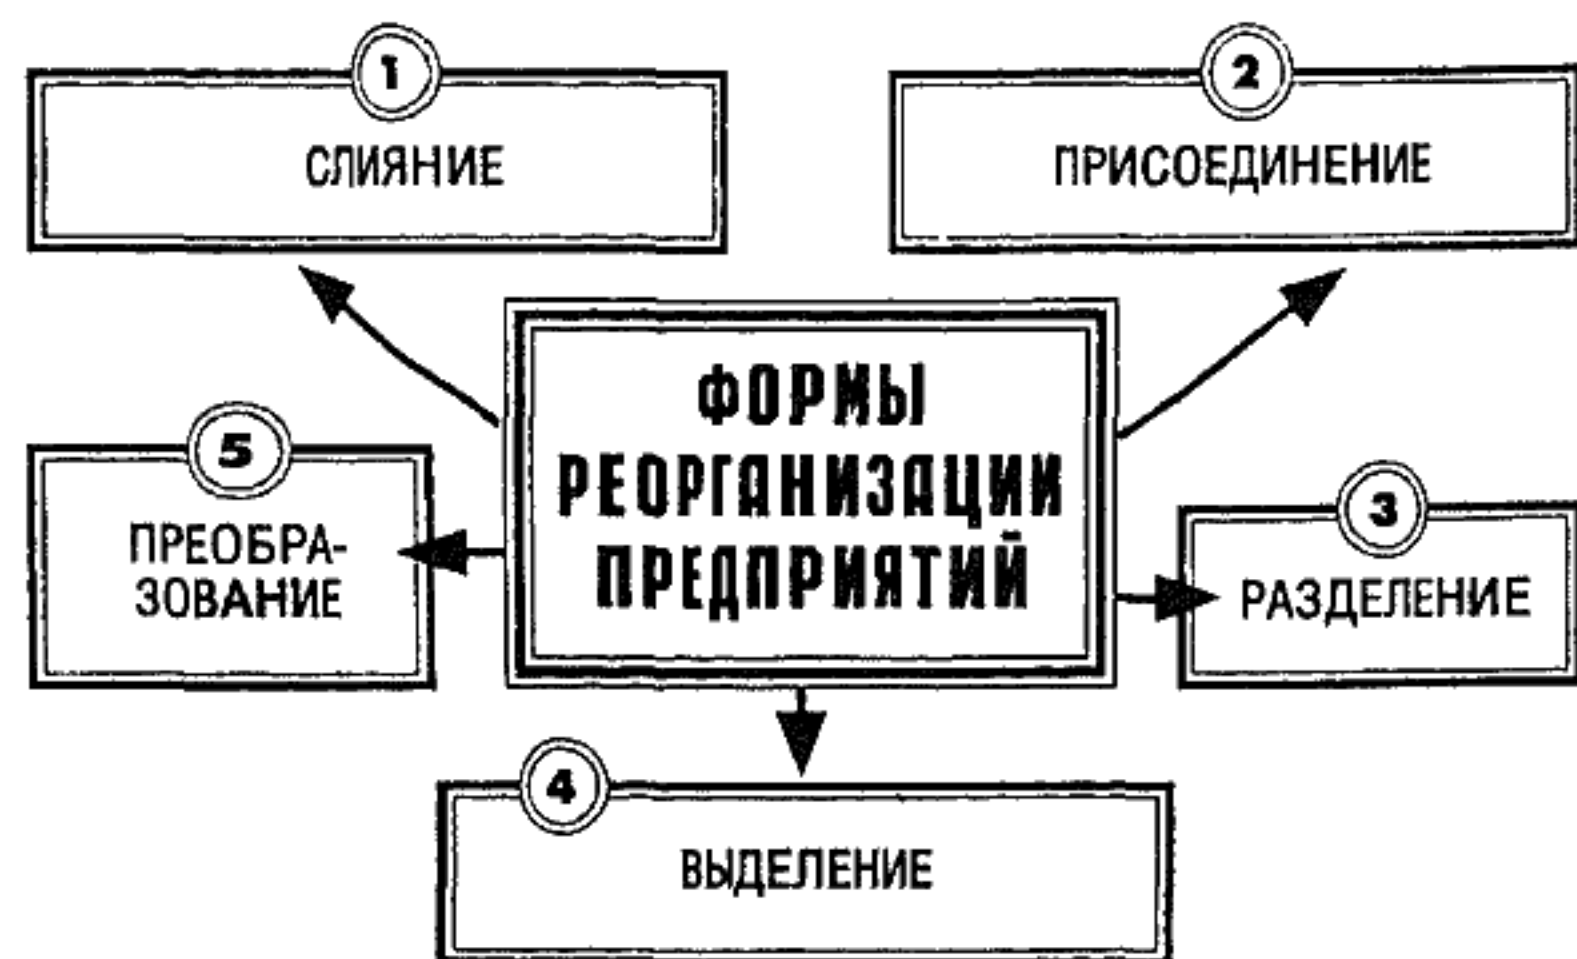 1
СЛИЯНИЕ
2
ПРИСОЕДИНЕНИЕ
ФОРМЫ
РЕОРГАНИЗАЦИИ
ПРЕДПРИЯТИЙ
3
РАЗДЕЛЕНИЕ
4
ВЫДЕЛЕНИЕ
5
ПРЕОБРА-
ЗОВАНИЕ